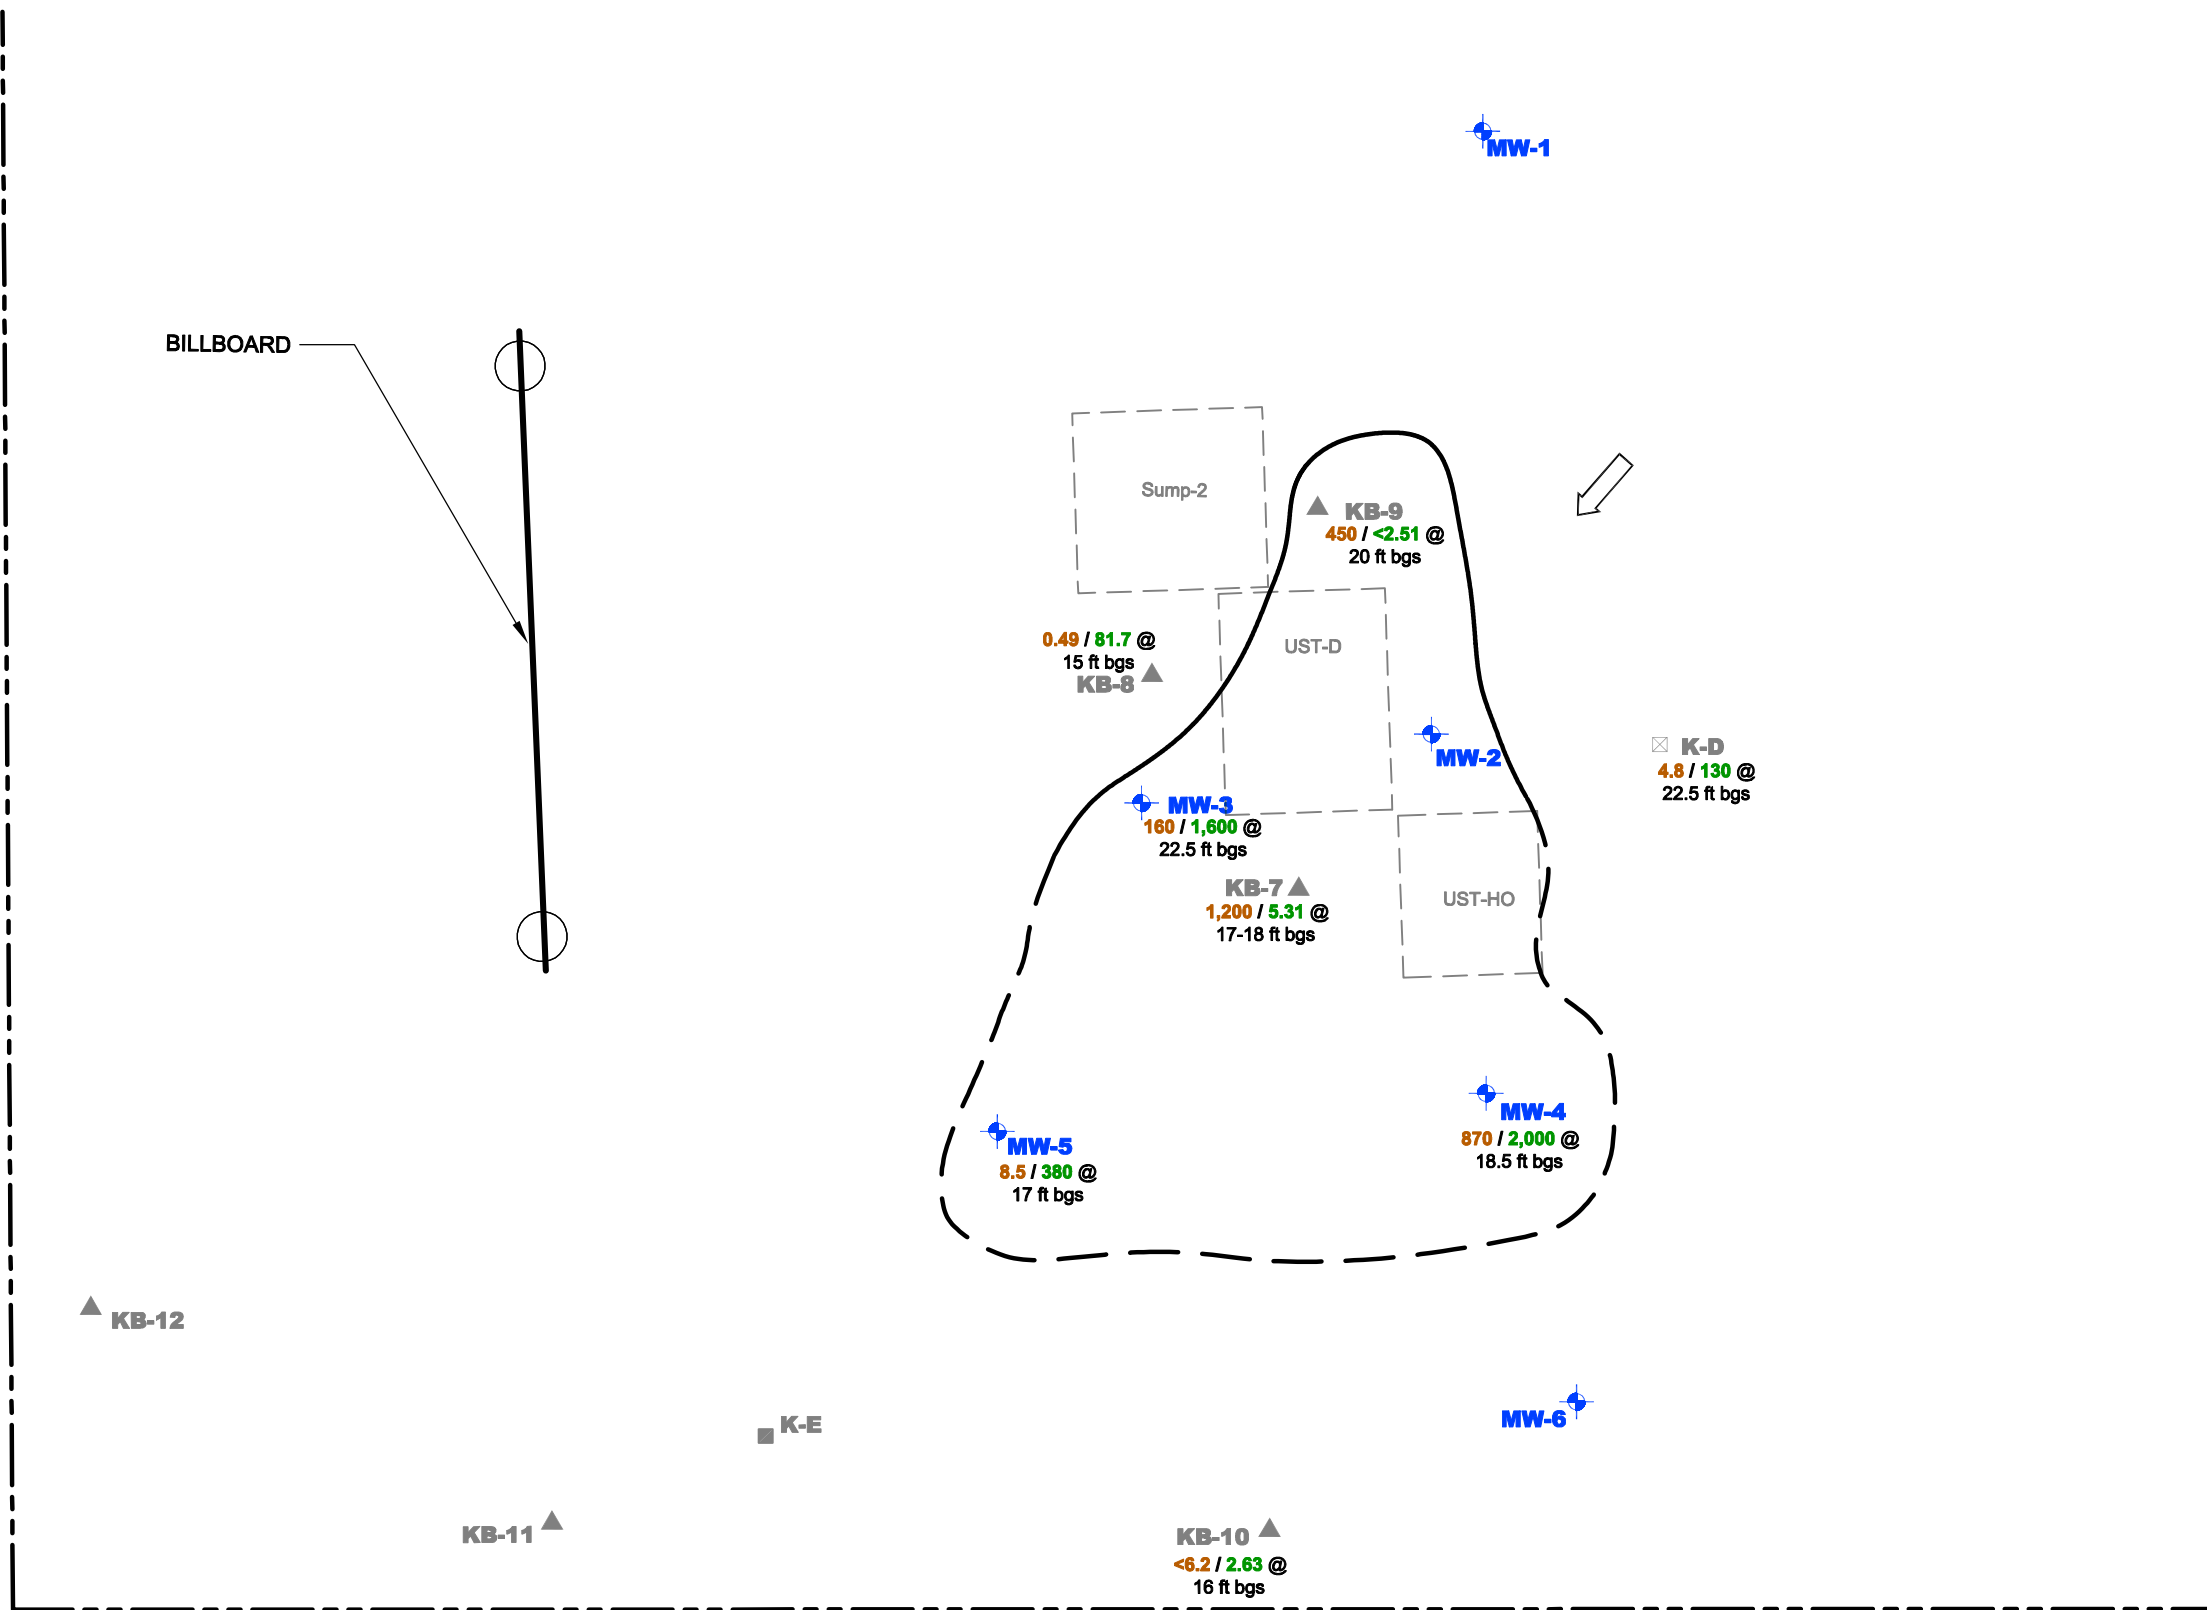 MW-1
BILLBOARD
Sump-2
KB-9
450 / <2.51 @
20 ft bgs
0.49 / 81.7 @
15 ft bgs
KB-8
UST-D
MW-2
K-D
4.8 / 130 @
22.5 ft bgs
MW-3
160 / 1,600 @
22.5 ft bgs
KB-7
1,200 / 5.31 @
17-18 ft bgs
UST-HO
MW-4
870 / 2,000 @
18.5 ft bgs
MW-5
8.5 / 380 @
17 ft bgs
KB-12
K-E
MW-6
KB-11
KB-10
<6.2 / 2.63 @
16 ft bgs